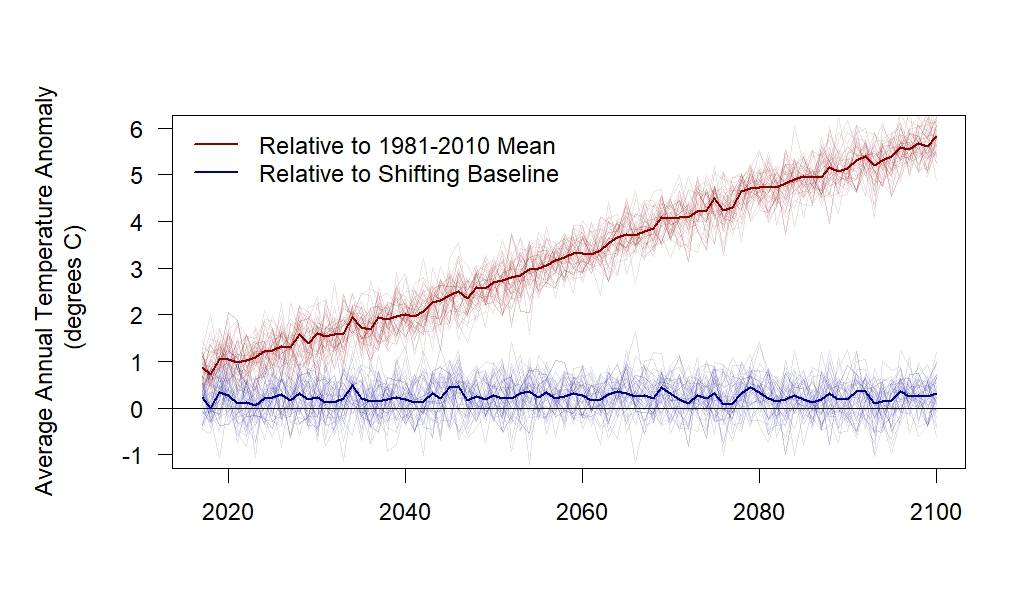 Average Annual Temperature Anomaly
(degrees C)
6
5
4
3
2
1
0
-1
Relative to 1981-2010 Mean
Relative to Shifting Baseline
2020 2040 2060 2080 2100